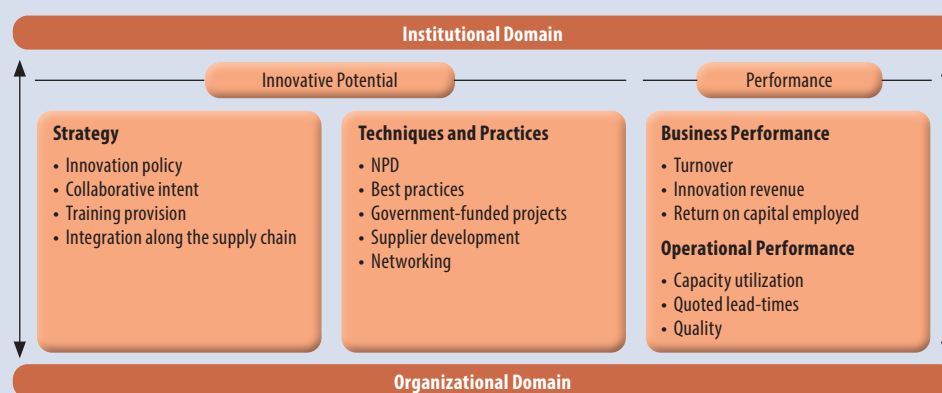 Institutional Domain
Innovative Potential
Performance
Strategy
• Innovation policy
• Collaborative intent
• Training provision
• Integration along the supply chain
Techniques and Practices
• NPD
• Best practices
• Government-funded projects
• Supplier development
• Networking
Business Performance
• Turnover
• Innovation revenue
• Return on capital employed
Operational Performance
• Capacity utilization
• Quoted lead-times
• Quality
Organizational Domain